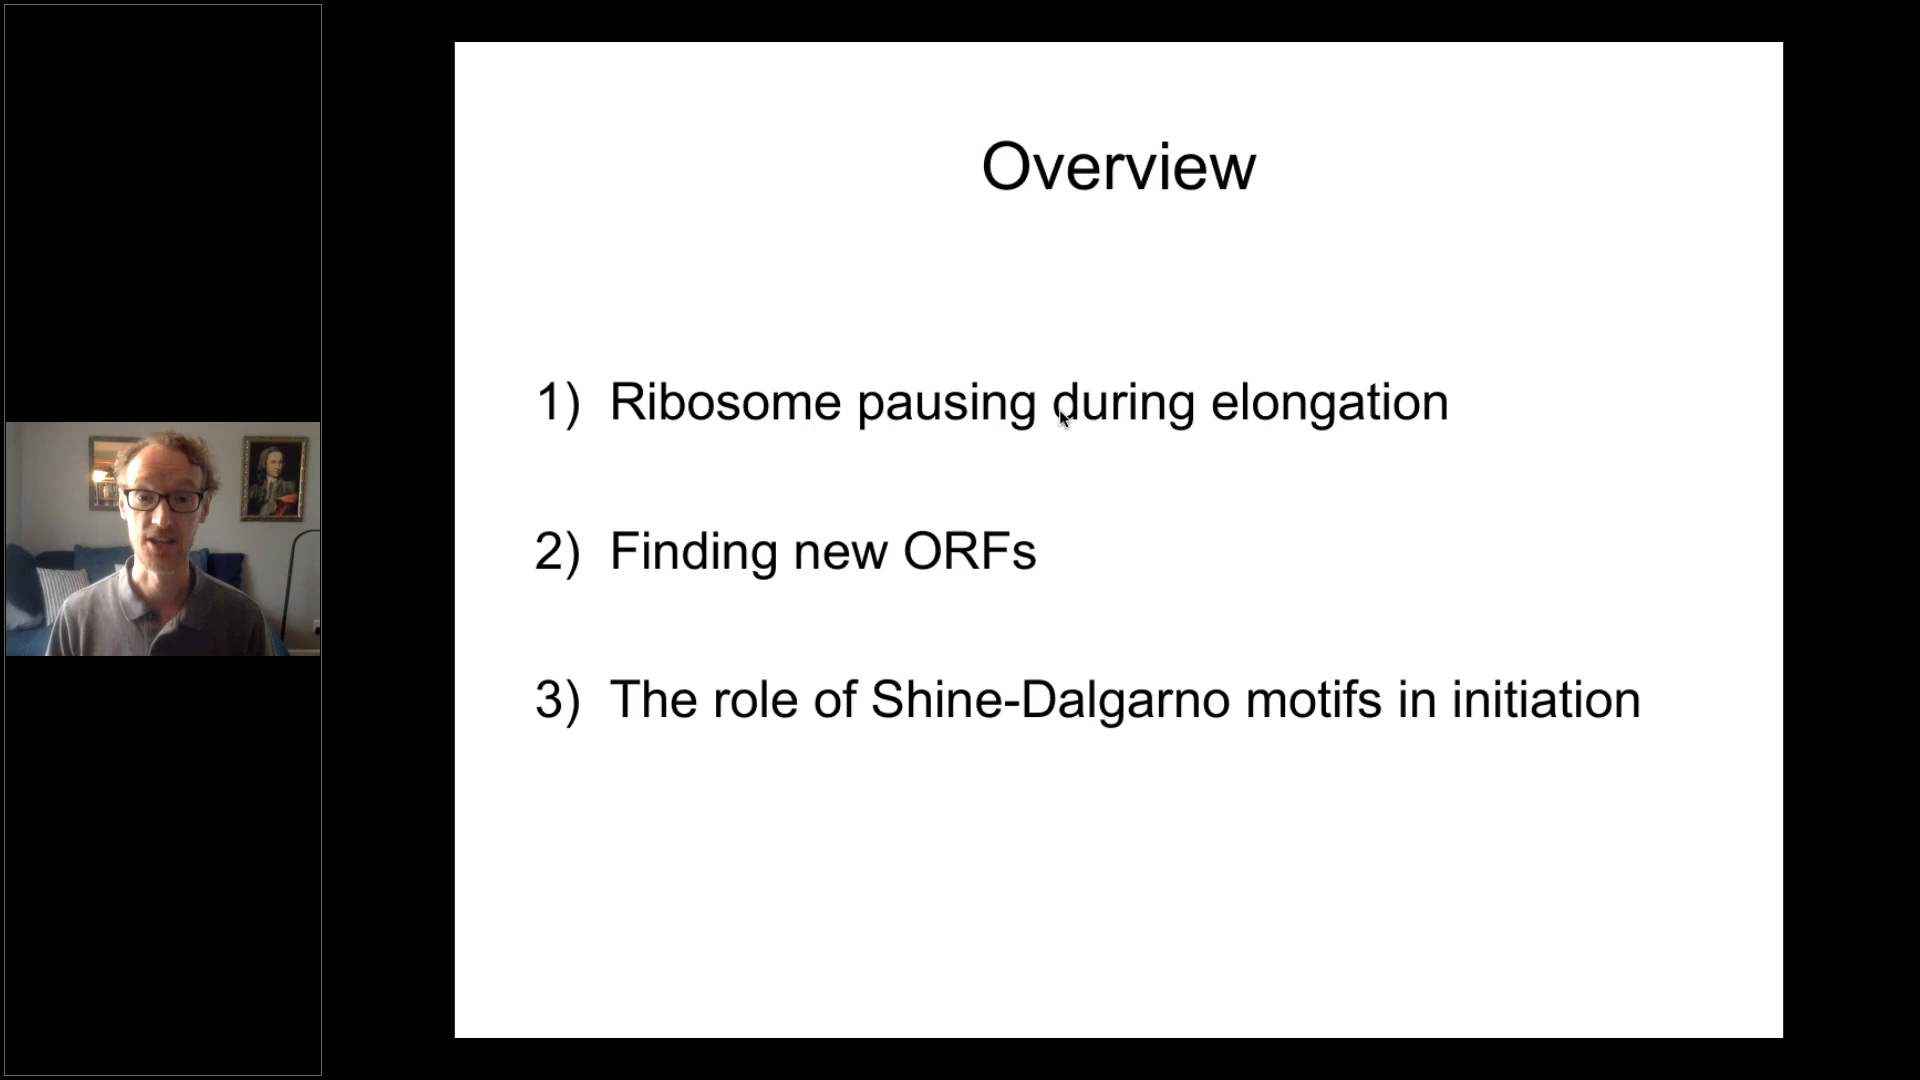 Overview
1) Ribosome pausing during elongation
2) Finding new ORFs
3) The role of Shine-Dalgarno motifs in initiation